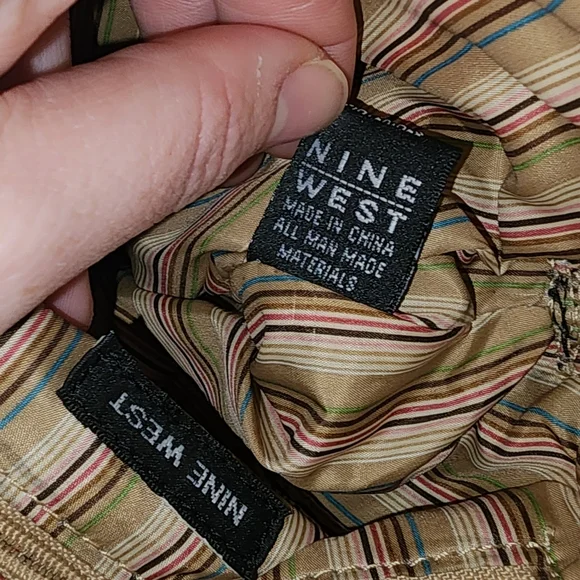 NINE
WEST
MADE IN CHINA
ALL MAN MADE
MATERIALS
NINE WEST